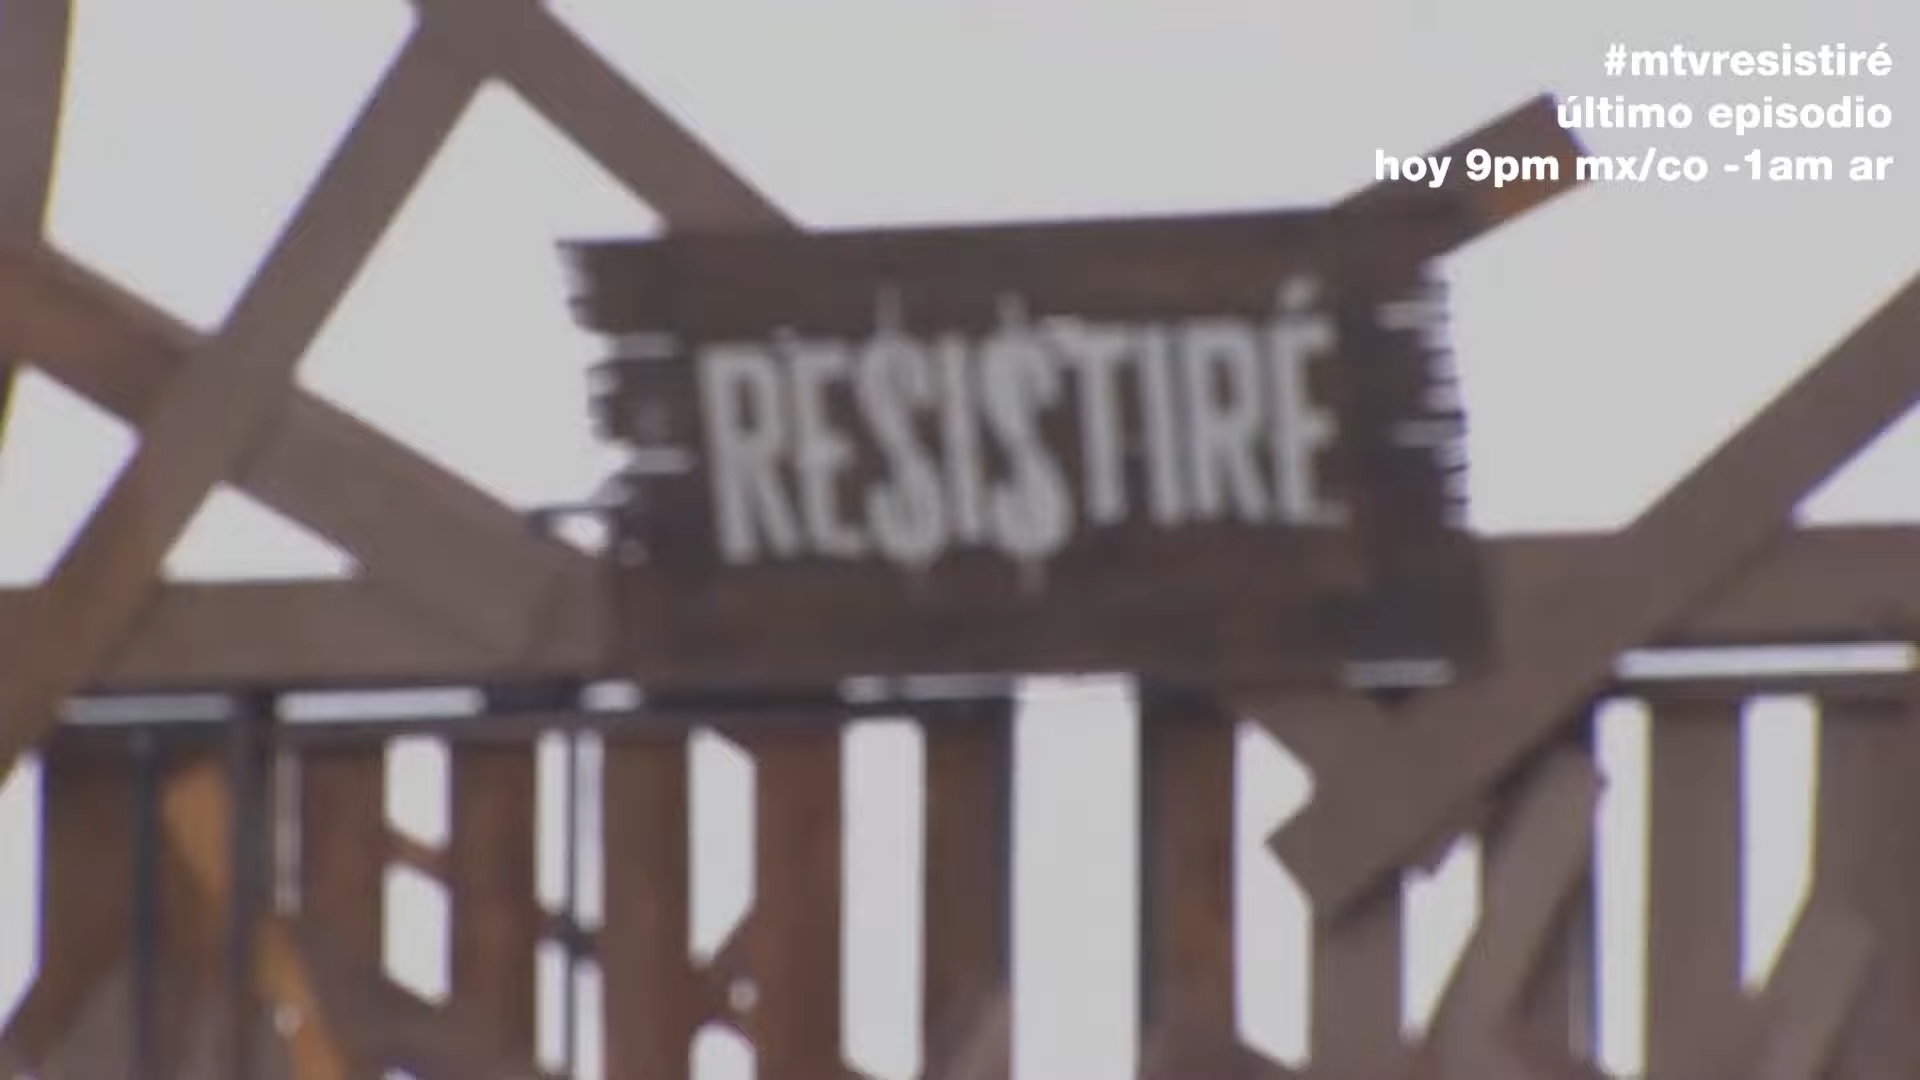 #mtvresistiré
último episodio
hoy 9pm mx/co -1am ar
RE$I$TIRÉ